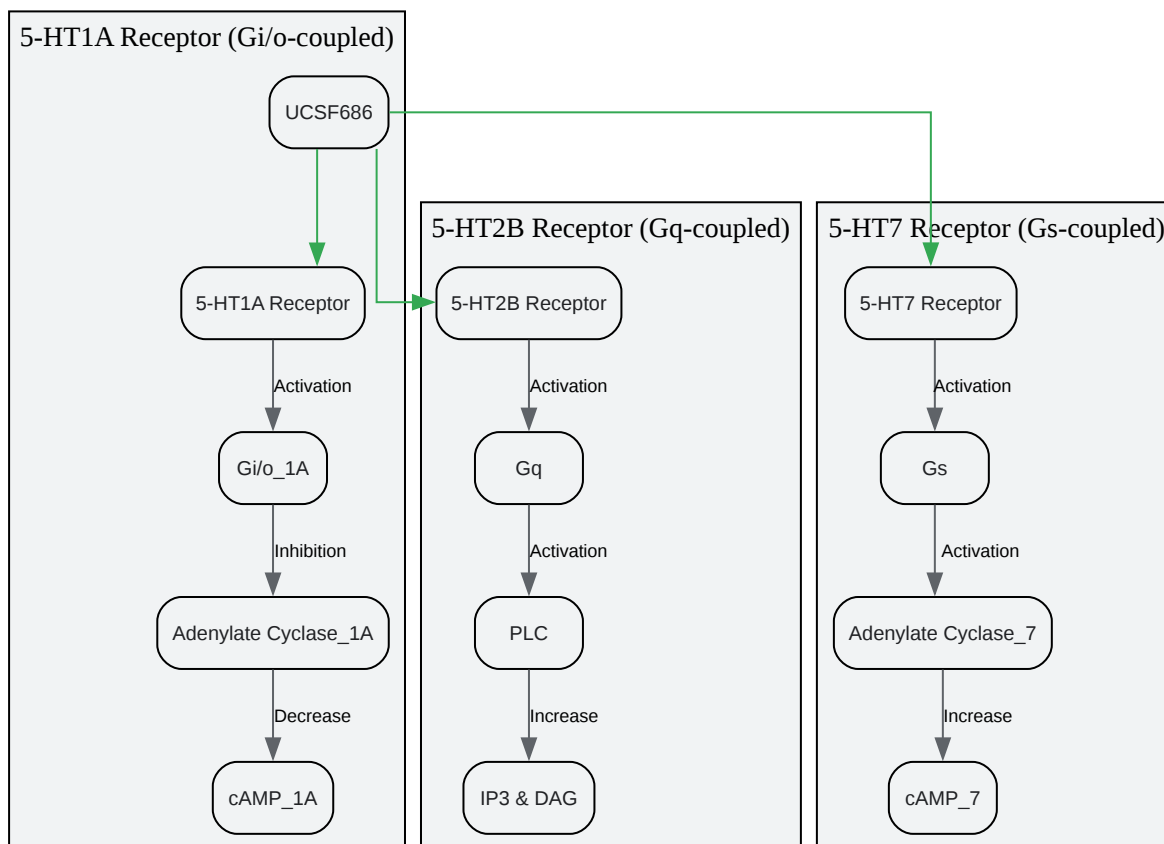 5-HT1A Receptor (Gi/o-coupled)
UCSF686
5-HT1A Receptor
Activation
Gi/o_1A
Inhibition
Adenylate Cyclase_1A
Decrease
cAMP_1A
5-HT2B Receptor (Gq-coupled)
5-HT2B Receptor
Activation
Gq
Activation
PLC
Increase
IP3 & DAG
5-HT7 Receptor (Gs-coupled)
5-HT7 Receptor
Activation
Gs
Activation
Adenylate Cyclase_7
Increase
cAMP_7